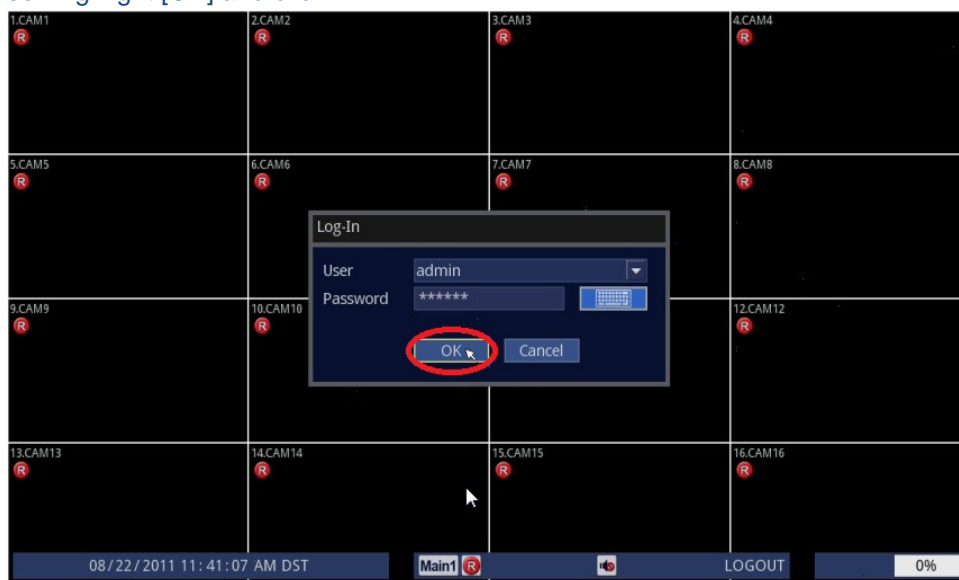 1.CAM1 2.CAM2 3.CAM3 4.CAM4
R R R R
5.CAM5 6.CAM6 7.CAM7 8.CAM8
R R R R
Log-In
User admin
Password ******
9.CAM9 10.CAM10 12.CAM12
R R R
OK Cancel
13.CAM13 14.CAM14 15.CAM15 16.CAM16
R R R R
08/22/2011 11:41:07 AM DST Main1 R LOGOUT 0%